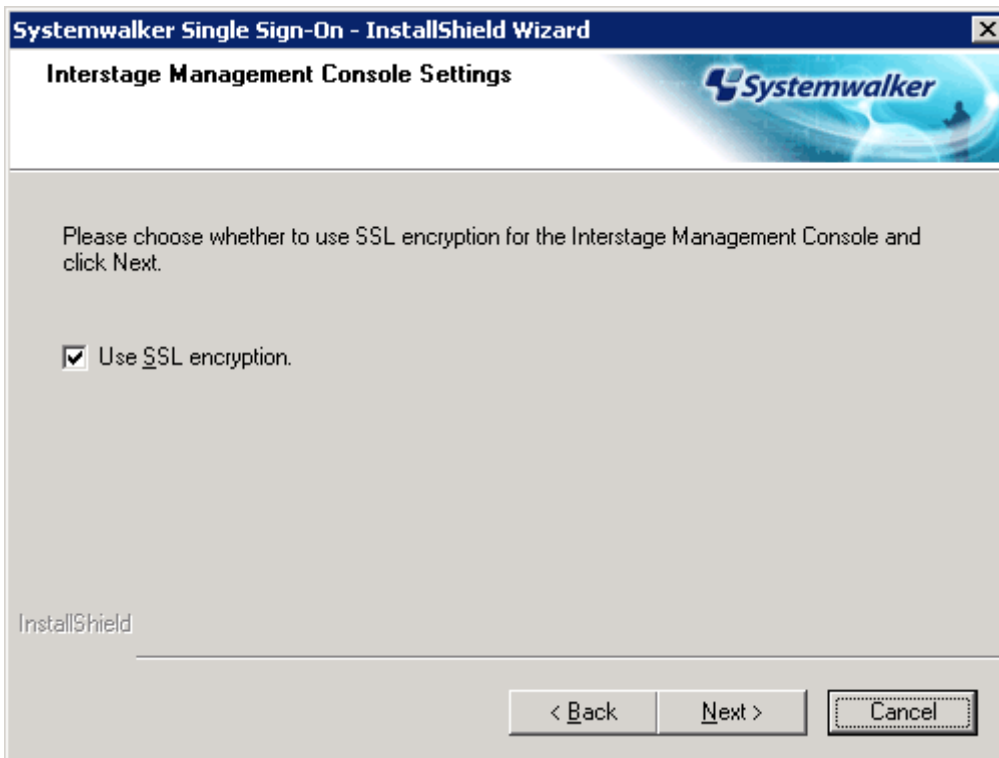 Systemwalker Single Sign-On - InstallShield Wizard
Interstage Management Console Settings
Systemwalker
Please choose whether to use SSL encryption for the Interstage Management Console and
click Next.
Use SSL encryption.
InstallShield
< Back
Next >
Cancel